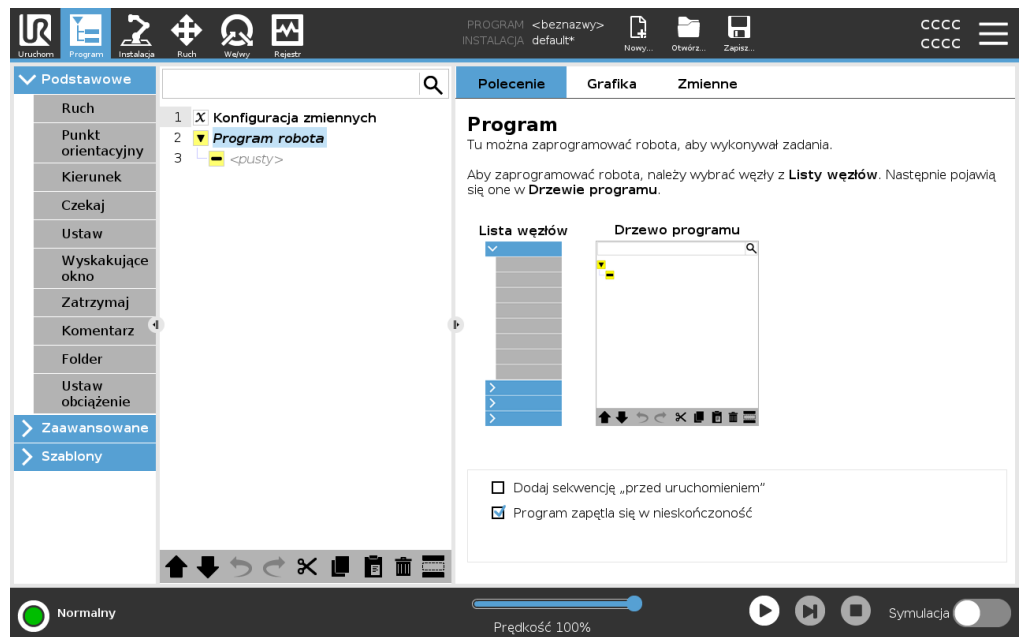 PROGRAM <beznazwy>
INSTALACJA default*
CCCC
CCCC
Uruchom
Program
Instalacja
Ruch
We/wy
Rejestr
Nowy...
Otwórz...
Zapisz...
Podstawowe
Ruch
Punkt
orientacyjny
Kierunek
Czekaj
Ustaw
Wyskakujące
okno
Zatrzymaj
Komentarz
Folder
Ustaw
obciążenie
Zaawansowane
Szablony
1 X Konfiguracja zmiennych
2 Program robota
3 <pusty>
Polecenie
Grafika
Zmienne
Program
Tu można zaprogramować robota, aby wykonywał zadania.
Aby zaprogramować robota, należy wybrać węzły z Listy węzłów. Następnie pojawią
się one w Drzewie programu.
Lista węzłów
Drzewo programu
Dodaj sekwencję „przed uruchomieniem”
Program zapętla się w nieskończoność
Normalny
Prędkość 100%
Symulacja